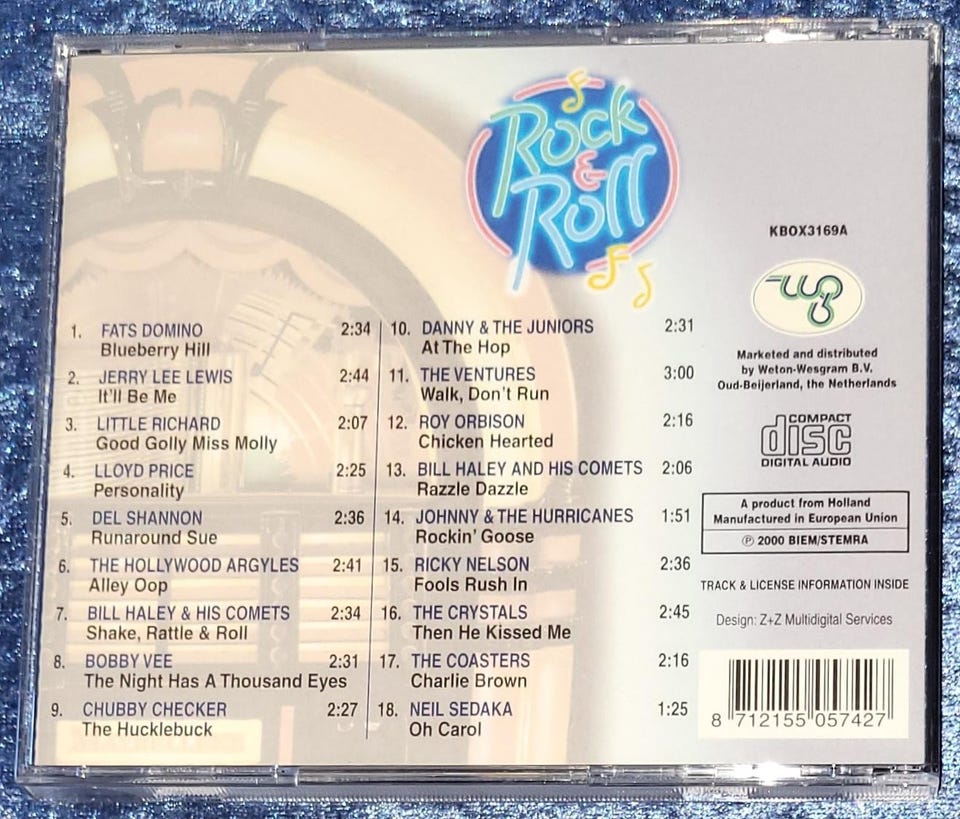 Rock
&
Roll
1. FATS DOMINO 2:34
Blueberry Hill
2. JERRY LEE LEWIS 2:44
It'll Be Me
3. LITTLE RICHARD 2:07
Good Golly Miss Molly
4. LLOYD PRICE 2:25
Personality
5. DEL SHANNON 2:36
Runaround Sue
6. THE HOLLYWOOD ARGYLES 2:41
Alley Oop
7. BILL HALEY & HIS COMETS 2:34
Shake, Rattle & Roll
8. BOBBY VEE 2:31
The Night Has A Thousand Eyes
9. CHUBBY CHECKER 2:27
The Hucklebuck
10. DANNY & THE JUNIORS 2:31
At The Hop
11. THE VENTURES 3:00
Walk, Don't Run
12. ROY ORBISON 2:16
Chicken Hearted
13. BILL HALEY AND HIS COMETS 2:06
Razzle Dazzle
14. JOHNNY & THE HURRICANES 1:51
Rockin' Goose
15. RICKY NELSON 2:36
Fools Rush In
16. THE CRYSTALS 2:45
Then He Kissed Me
17. THE COASTERS 2:16
Charlie Brown
18. NEIL SEDAKA 1:25
Oh Carol
KBOX3169A
Marketed and distributed
by Weton-Wesgram B.V.
Oud-Beijerland, the Netherlands
COMPACT
disc
DIGITAL AUDIO
A product from Holland
Manufactured in European Union
℗ 2000 BIEM/STEMRA
TRACK & LICENSE INFORMATION INSIDE
Design: Z+Z Multidigital Services
8 712155 057427